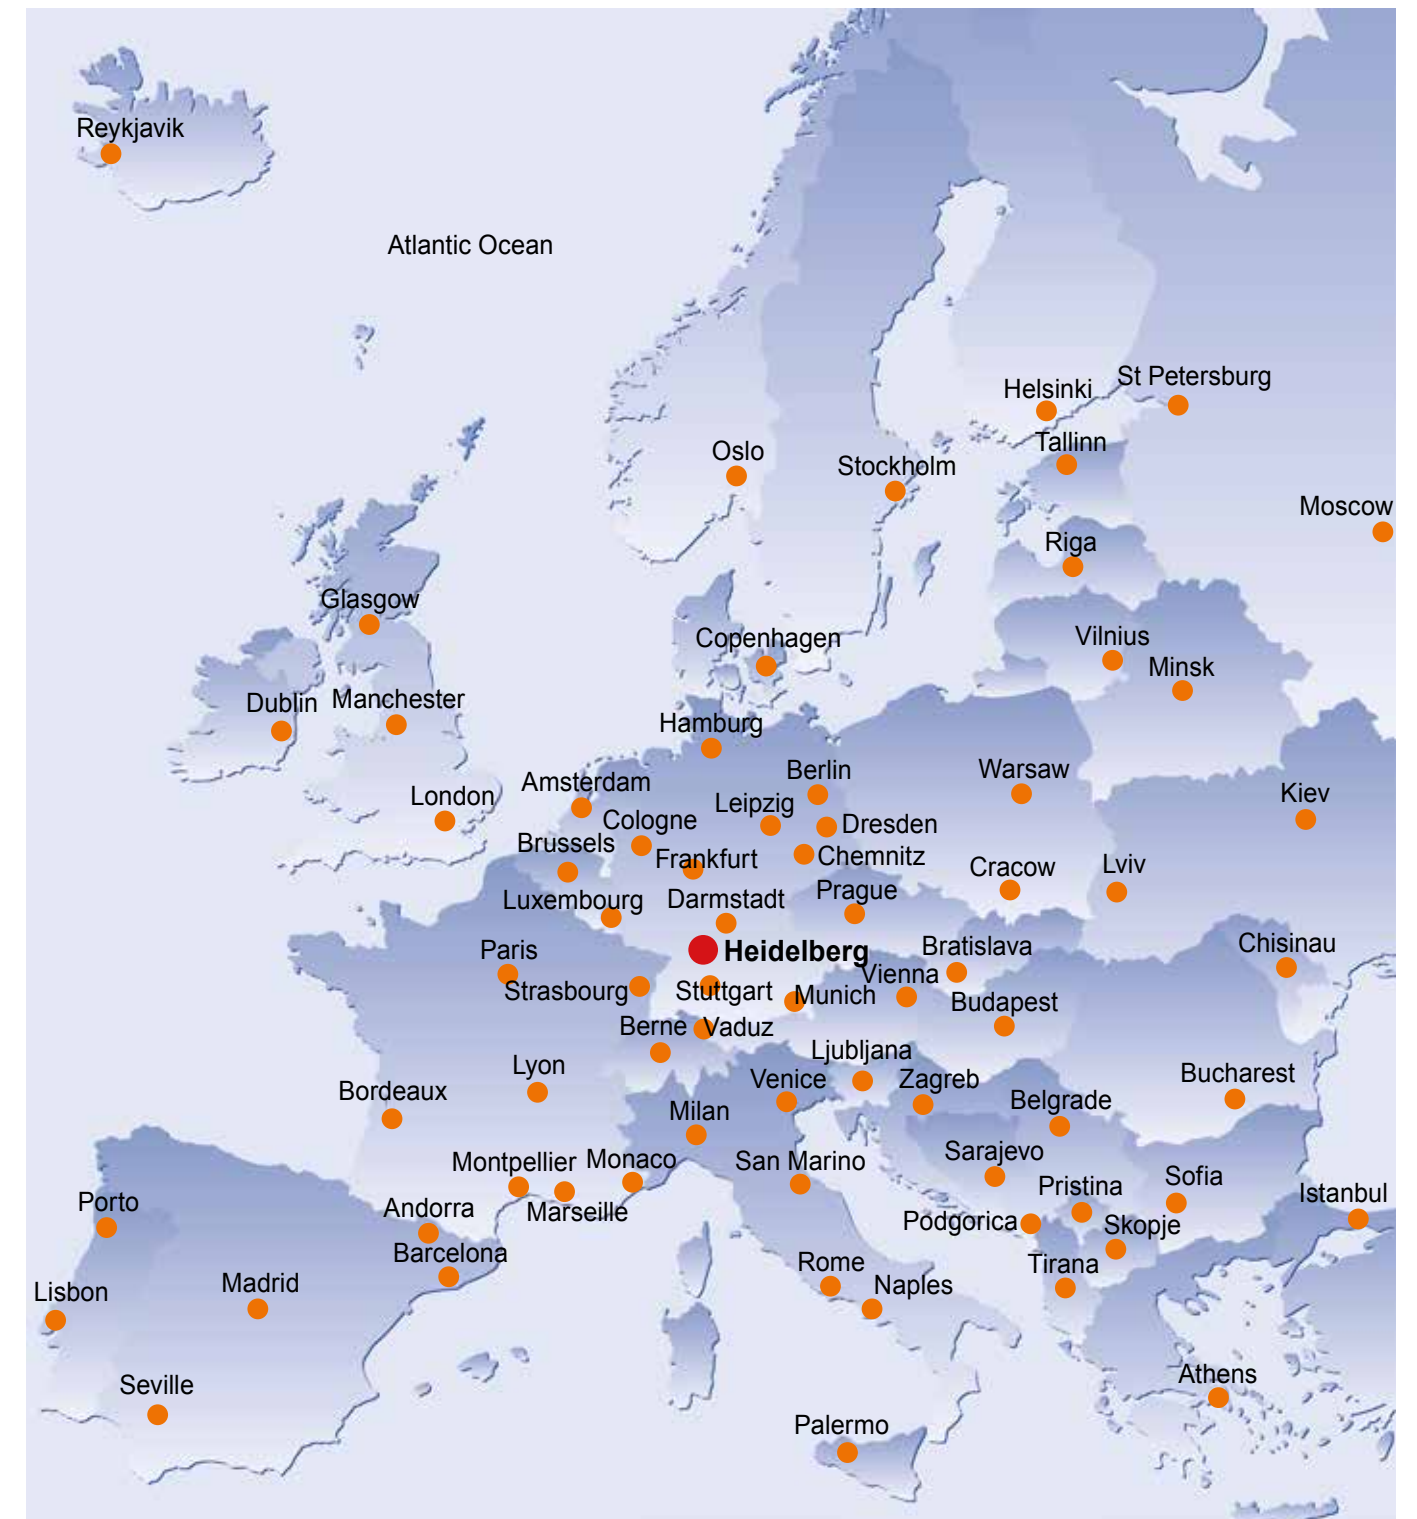 Reykjavik
Atlantic Ocean
St Petersburg
Helsinki
Tallinn
Oslo
Stockholm
Moscow
Riga
Glasgow
Copenhagen
Vilnius
Minsk
Dublin
Manchester
Hamburg
Amsterdam
Berlin
Warsaw
London
Leipzig
Kiev
Cologne
Dresden
Brussels
Frankfurt
Chemnitz
Cracow
Lviv
Luxembourg
Darmstadt
Prague
Paris
Heidelberg
Bratislava
Chisinau
Strasbourg
Stuttgart
Munich
Vienna
Budapest
Berne
Vaduz
Ljubljana
Lyon
Venice
Zagreb
Bucharest
Bordeaux
Milan
Belgrade
Montpellier
Monaco
San Marino
Sarajevo
Sofia
Porto
Andorra
Marseille
Pristina
Istanbul
Podgorica
Skopje
Barcelona
Rome
Tirana
Lisbon
Madrid
Naples
Seville
Athens
Palermo